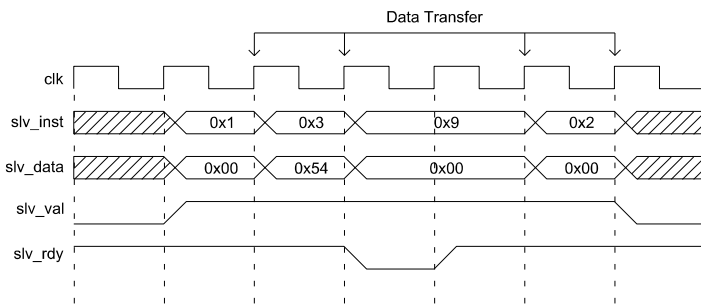 Data Transfer
clk
slv_inst 0x1 0x3 0x9 0x2
slv_data 0x00 0x54 0x00 0x00
slv_val
slv_rdy